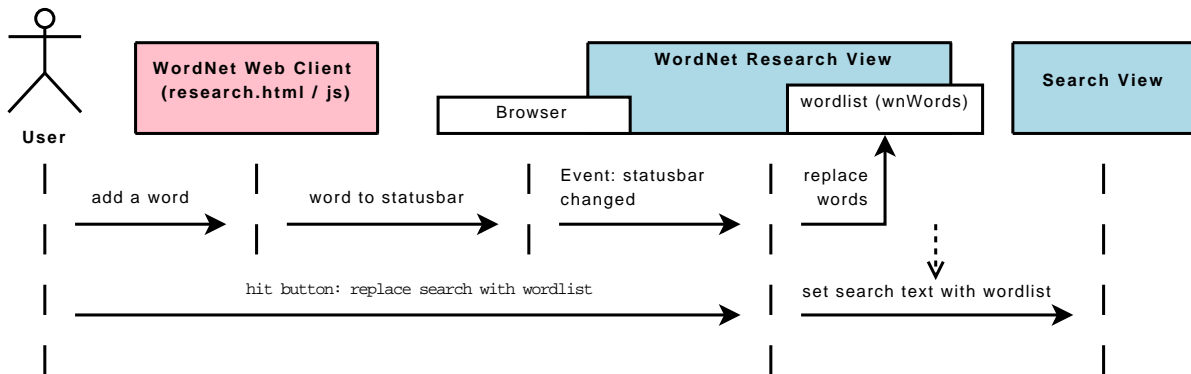 User
WordNet Web Client
(research.html / js)
WordNet Research View
Browser
wordlist (wnWords)
Search View
add a word
word to statusbar
Event: statusbar
changed
replace
words
hit button: replace search with wordlist
set search text with wordlist